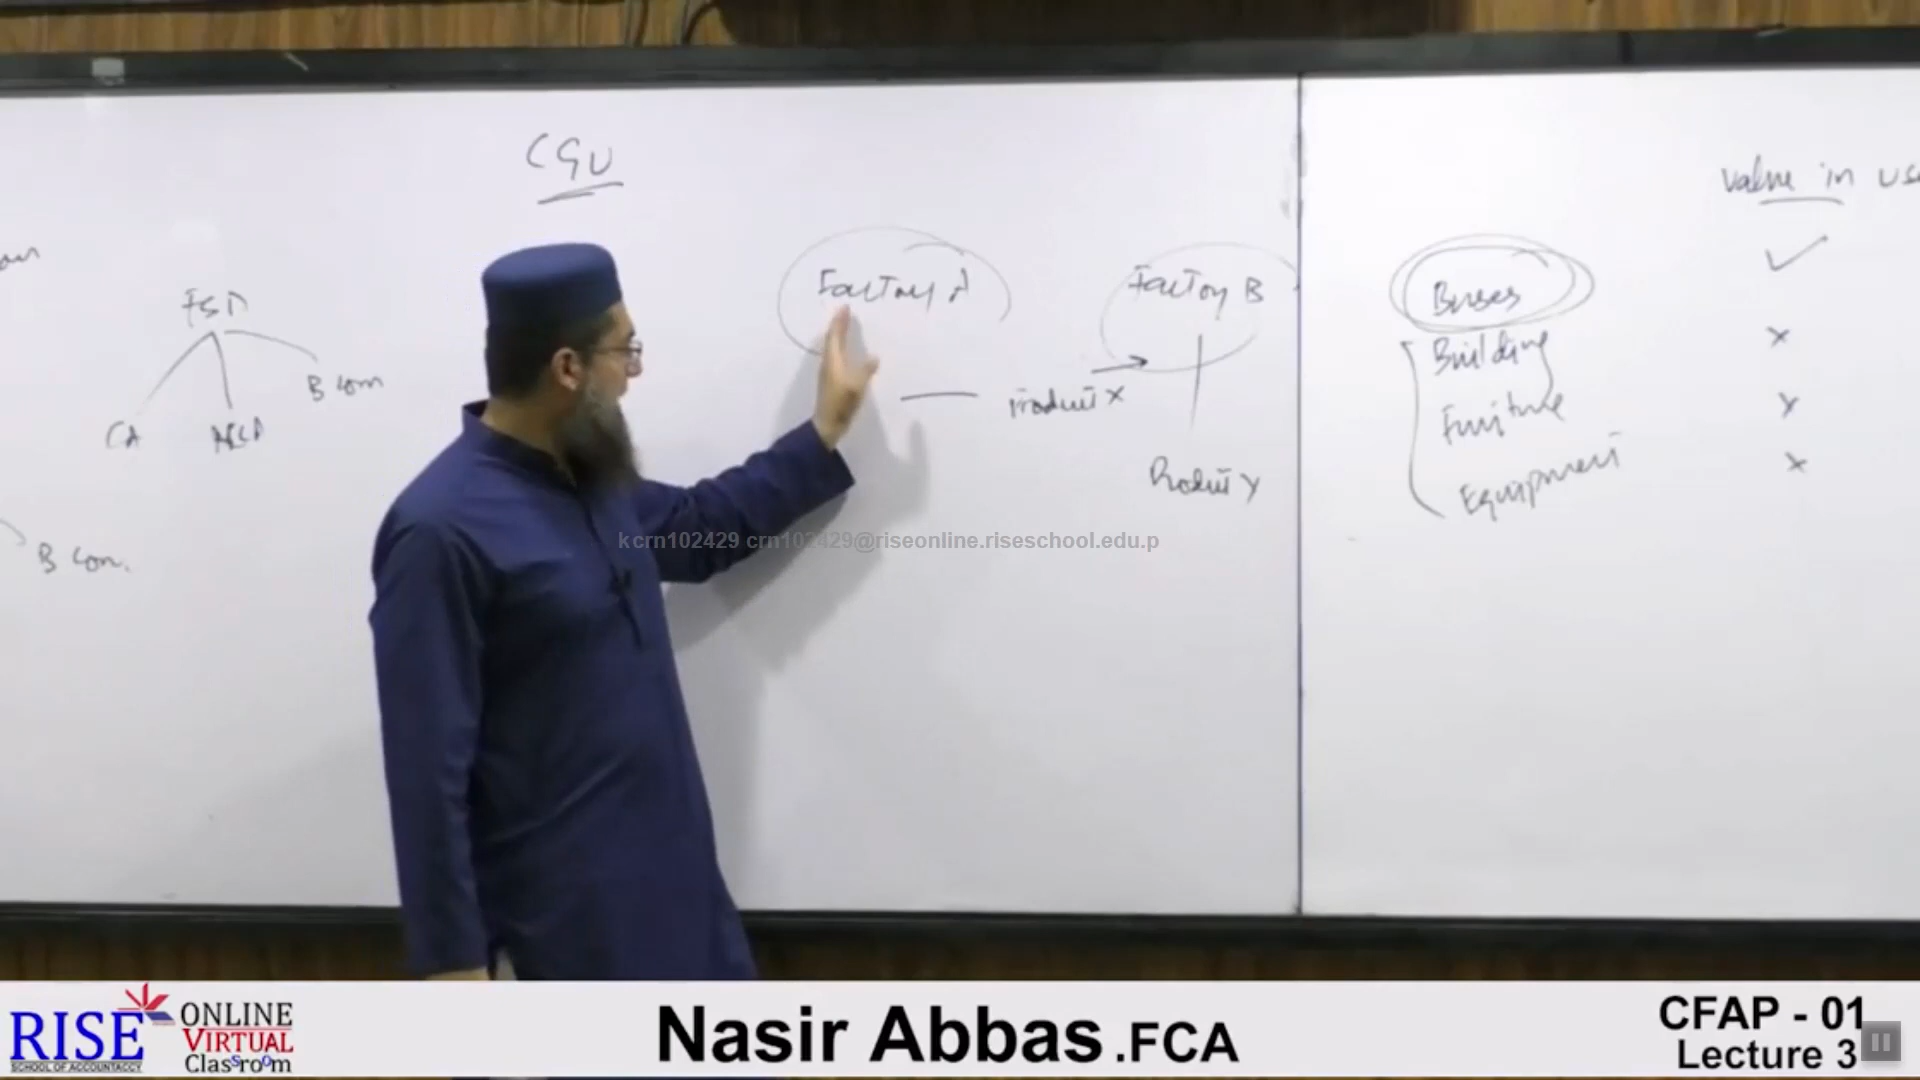 CGU
Value in use
FSD
CA
ACCA
B com
B com.
Factory A
Factory B
Product X
Product Y
Buses ✓
Building ×
Furniture ×
Equipment ×
kcrn102429 crn102429@riseonline.riseschool.edu.p
RISE
SCHOOL OF ACCOUNTANCY
ONLINE
VIRTUAL
Classroom
Nasir Abbas .FCA
CFAP - 01
Lecture 3